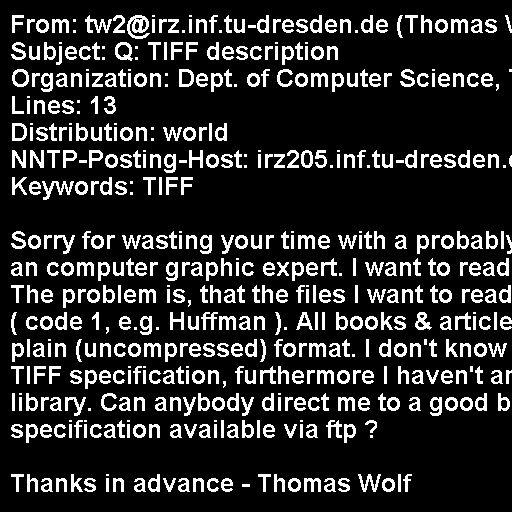 From: tw2@irz.inf.tu-dresden.de (Thomas
Subject: Q: TIFF description
Organization: Dept. of Computer Science,
Lines: 13
Distribution: world
NNTP-Posting-Host: irz205.inf.tu-dresden.
Keywords: TIFF

Sorry for wasting your time with a probably
an computer graphic expert. I want to read
The problem is, that the files I want to read
( code 1, e.g. Huffman ). All books & article
plain (uncompressed) format. I don't know
TIFF specification, furthermore I haven't
library. Can anybody direct me to a good
specification available via ftp ?

Thanks in advance - Thomas Wolf